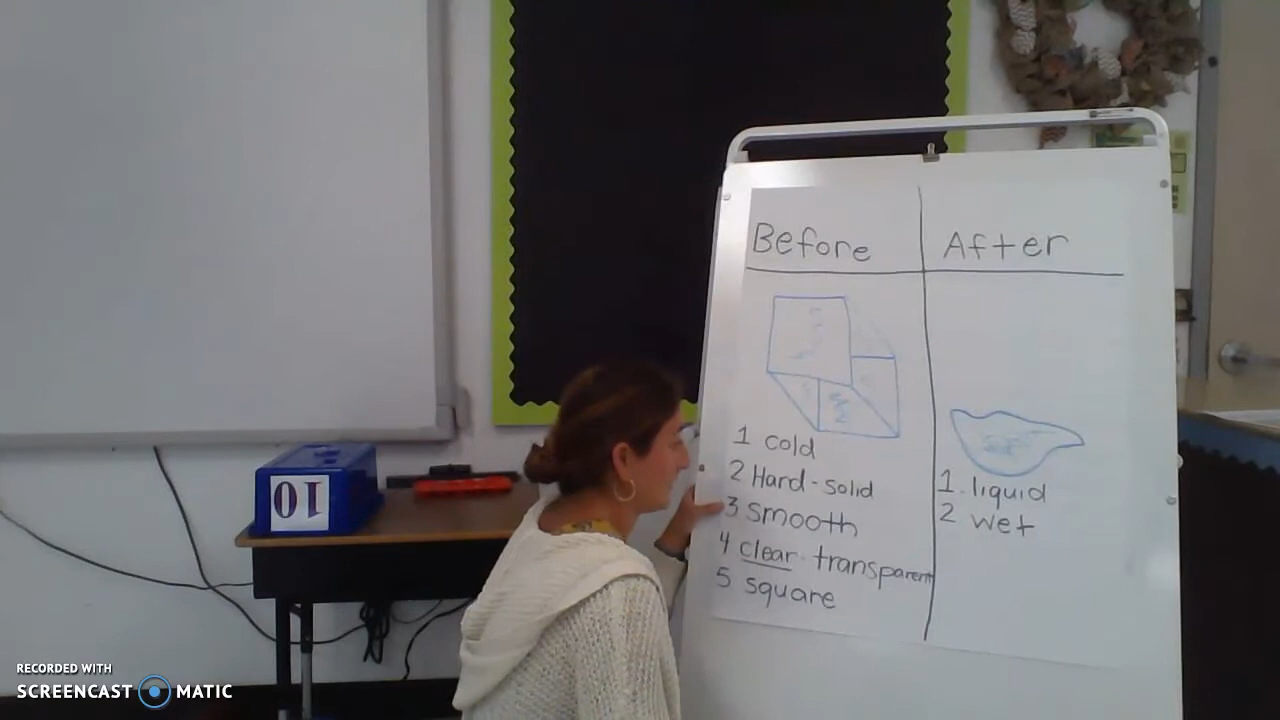 Before
After
1 cold
2 Hard-solid
3 smooth
4 clear. transparent
5 square
1. liquid
2 wet
10
RECORDED WITH
SCREENCAST MATIC